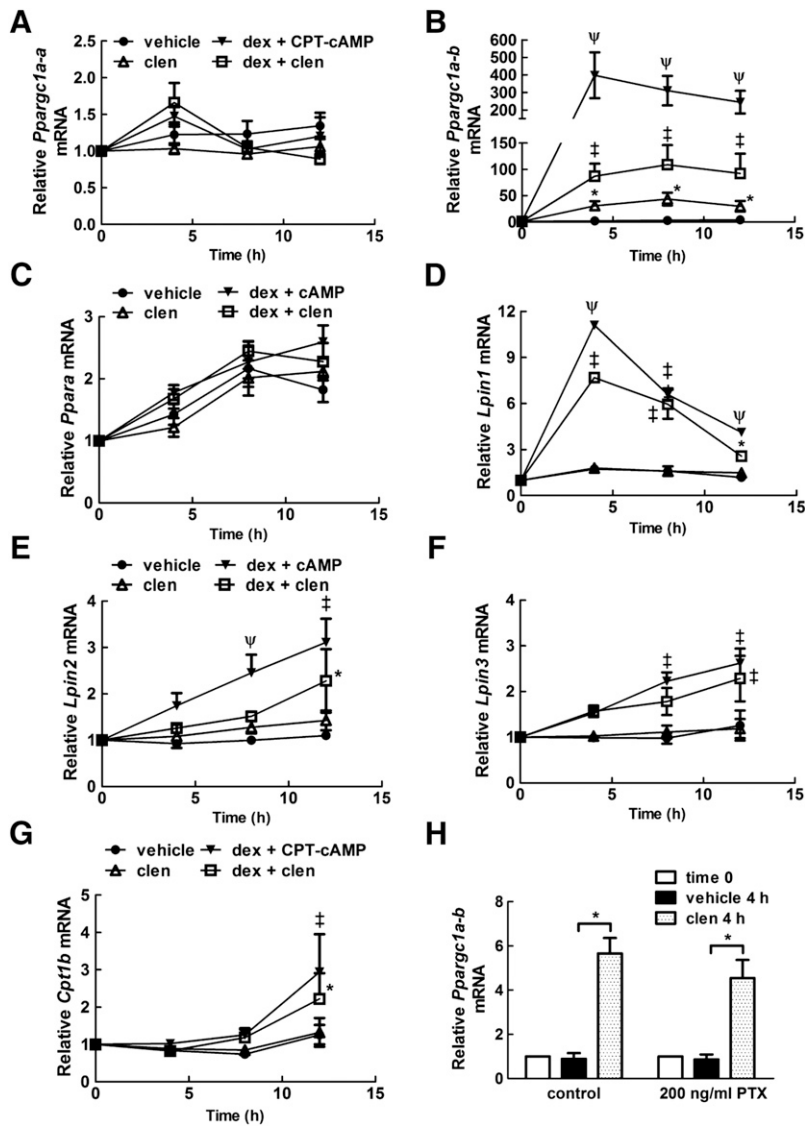 A
vehicle
dex + CPT-cAMP
clen
dex + clen
Relative Ppargc1a-a
mRNA
2.5
2.0
1.5
1.0
0.5
0.0
0 5 10 15
Time (h)
B
Relative Ppargc1a-b
mRNA
600
500
400
300
200
150
100
50
0
ψ ψ ψ
‡ ‡ ‡
* * *
0 5 10 15
Time (h)
C
vehicle
dex + cAMP
clen
dex + clen
Relative Ppara mRNA
3
2
1
0
0 5 10 15
Time (h)
D
Relative Lpin1 mRNA
12
9
6
3
0
ψ
‡ ‡
‡ ψ
*
0 5 10 15
Time (h)
E
vehicle
dex + cAMP
clen
dex + clen
Relative Lpin2 mRNA
4
3
2
1
0
ψ ‡
*
0 5 10 15
Time (h)
F
Relative Lpin3 mRNA
4
3
2
1
0
‡ ‡
‡
0 5 10 15
Time (h)
G
vehicle
dex + CPT-cAMP
clen
dex + clen
Relative Cpt1b mRNA
5
4
3
2
1
0
‡
*
0 5 10 15
Time (h)
H
time 0
vehicle 4 h
clen 4 h
Relative Ppargc1a-b
mRNA
8
6
4
2
0
* *
control 200 ng/ml PTX